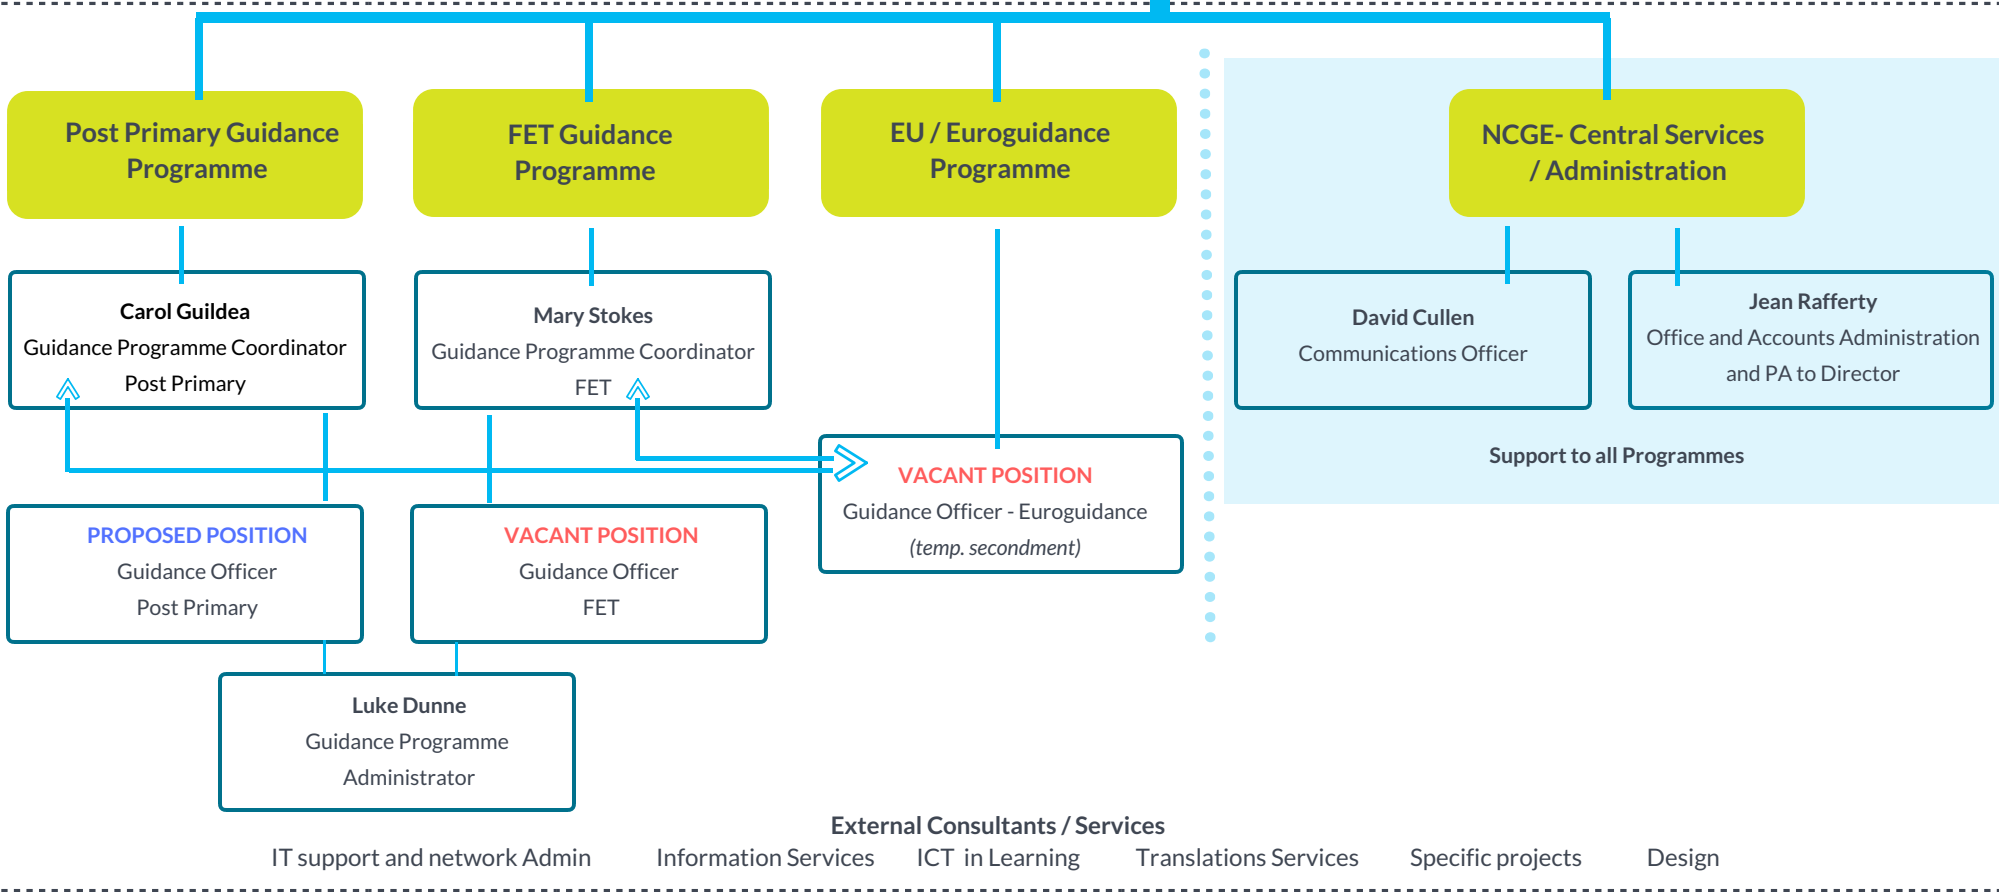 Post Primary Guidance
Programme
FET Guidance
Programme
EU / Euroguidance
Programme
NCGE- Central Services
/ Administration
Carol Guildea
Guidance Programme Coordinator
Post Primary
Mary Stokes
Guidance Programme Coordinator
FET
David Cullen
Communications Officer
Jean Rafferty
Office and Accounts Administration
and PA to Director
Support to all Programmes
VACANT POSITION
Guidance Officer - Euroguidance
(temp. secondment)
PROPOSED POSITION
Guidance Officer
Post Primary
VACANT POSITION
Guidance Officer
FET
Luke Dunne
Guidance Programme
Administrator
External Consultants / Services
IT support and network Admin Information Services ICT in Learning Translations Services Specific projects Design